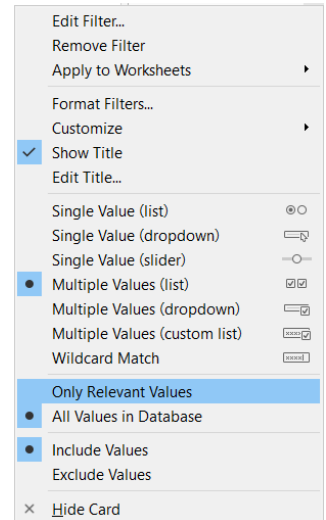 Edit Filter...
Remove Filter
Apply to Worksheets
Format Filters...
Customize
Show Title
Edit Title...
Single Value (list)
Single Value (dropdown)
Single Value (slider)
Multiple Values (list)
Multiple Values (dropdown)
Multiple Values (custom list)
Wildcard Match
Only Relevant Values
All Values in Database
Include Values
Exclude Values
Hide Card